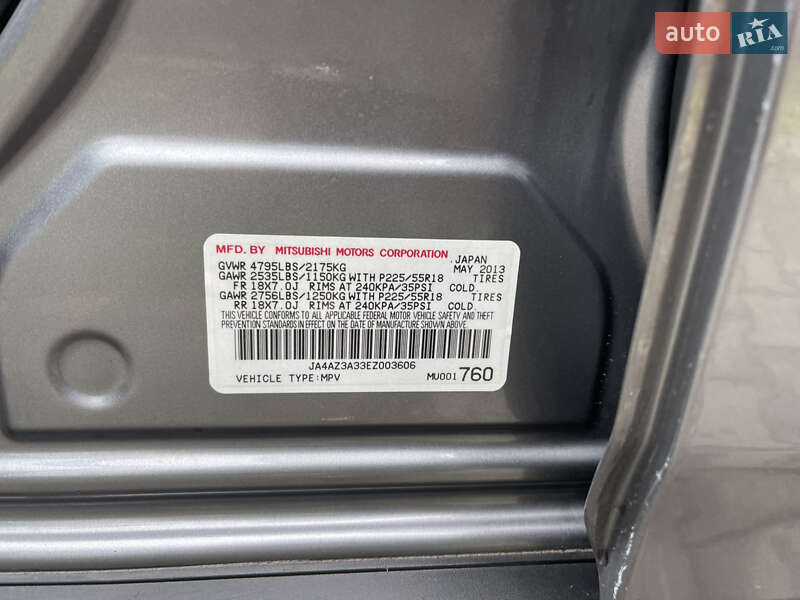 auto RIA.com
MFD. BY MITSUBISHI MOTORS CORPORATION, JAPAN
GVWR 4795LBS/2175KG MAY 2013
GAWR 2535LBS/1150KG WITH P225/55R18 TIRES
FR 18X7.0J RIMS AT 240KPA/35PSI COLD.
GAWR 2756LBS/1250KG WITH P225/55R18 TIRES
RR 18X7.0J RIMS AT 240KPA/35PSI COLD.
THIS VEHICLE CONFORMS TO ALL APPLICABLE FEDERAL MOTOR VEHICLE SAFETY AND THEFT
PREVENTION STANDARDS IN EFFECT ON THE DATE OF MANUFACTURE SHOWN ABOVE.
JA4AZ3A33EZ003606
VEHICLE TYPE:MPV MU001 760